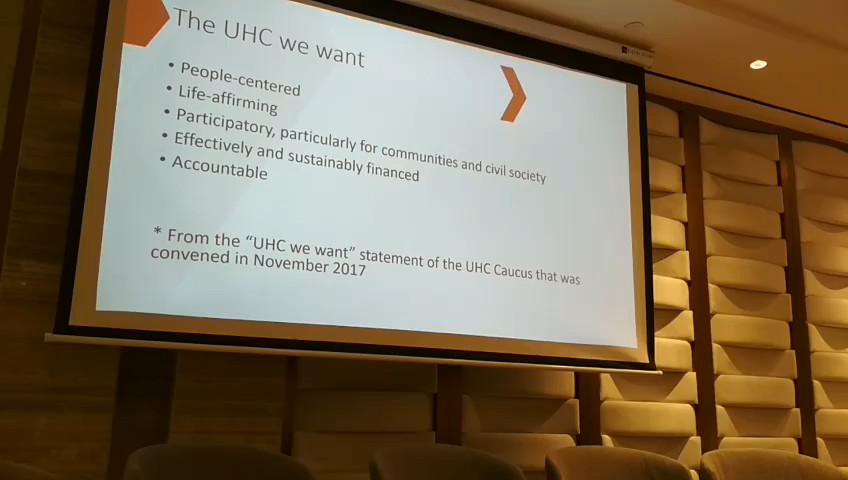 The UHC we want
• People-centered
• Life-affirming
• Participatory, particularly for communities and civil society
• Effectively and sustainably financed
• Accountable
* From the “UHC we want” statement of the UHC Caucus that was
convened in November 2017